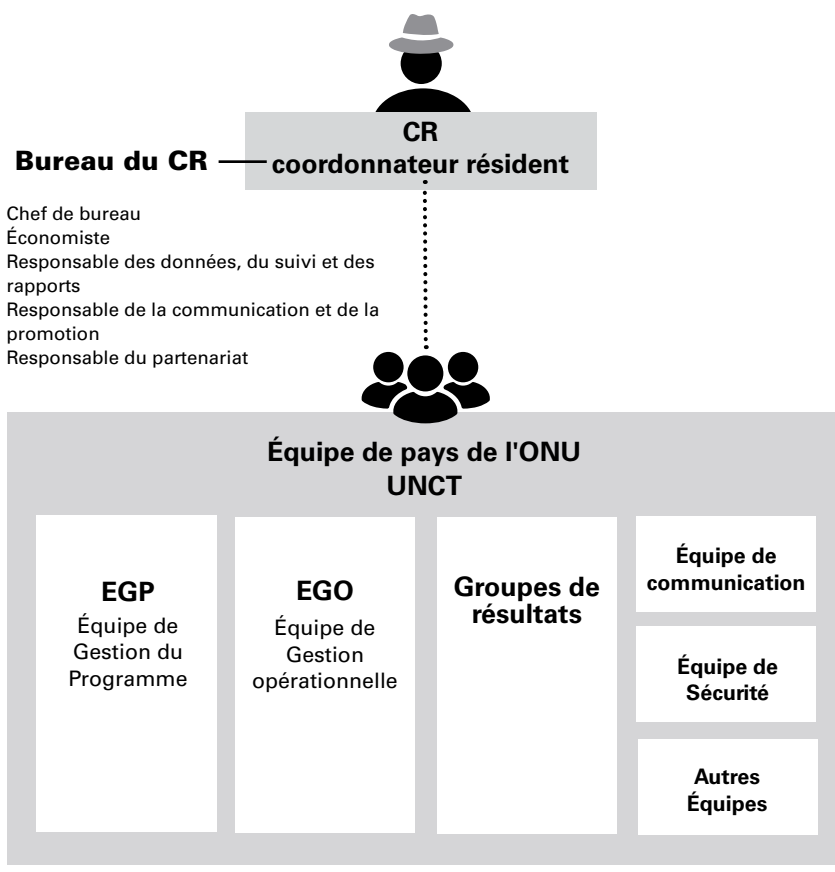 CR
coordonnateur résident
Bureau du CR
Chef de bureau
Économiste
Responsable des données, du suivi et des
rapports
Responsable de la communication et de la
promotion
Responsable du partenariat
Équipe de pays de l'ONU
UNCT
EGP
Équipe de
Gestion du
Programme
EGO
Équipe de
Gestion
opérationnelle
Groupes de
résultats
Équipe de
communication
Équipe de
Sécurité
Autres
Équipes